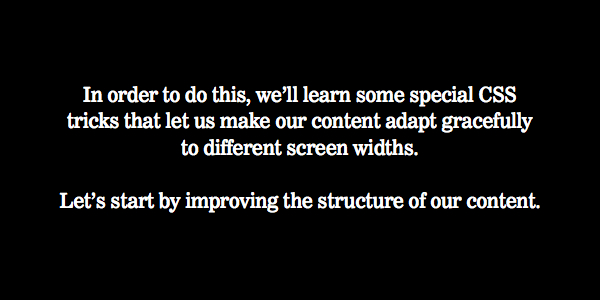 In order to do this, we’ll learn some special CSS
tricks that let us make our content adapt gracefully
to different screen widths.
Let’s start by improving the structure of our content.